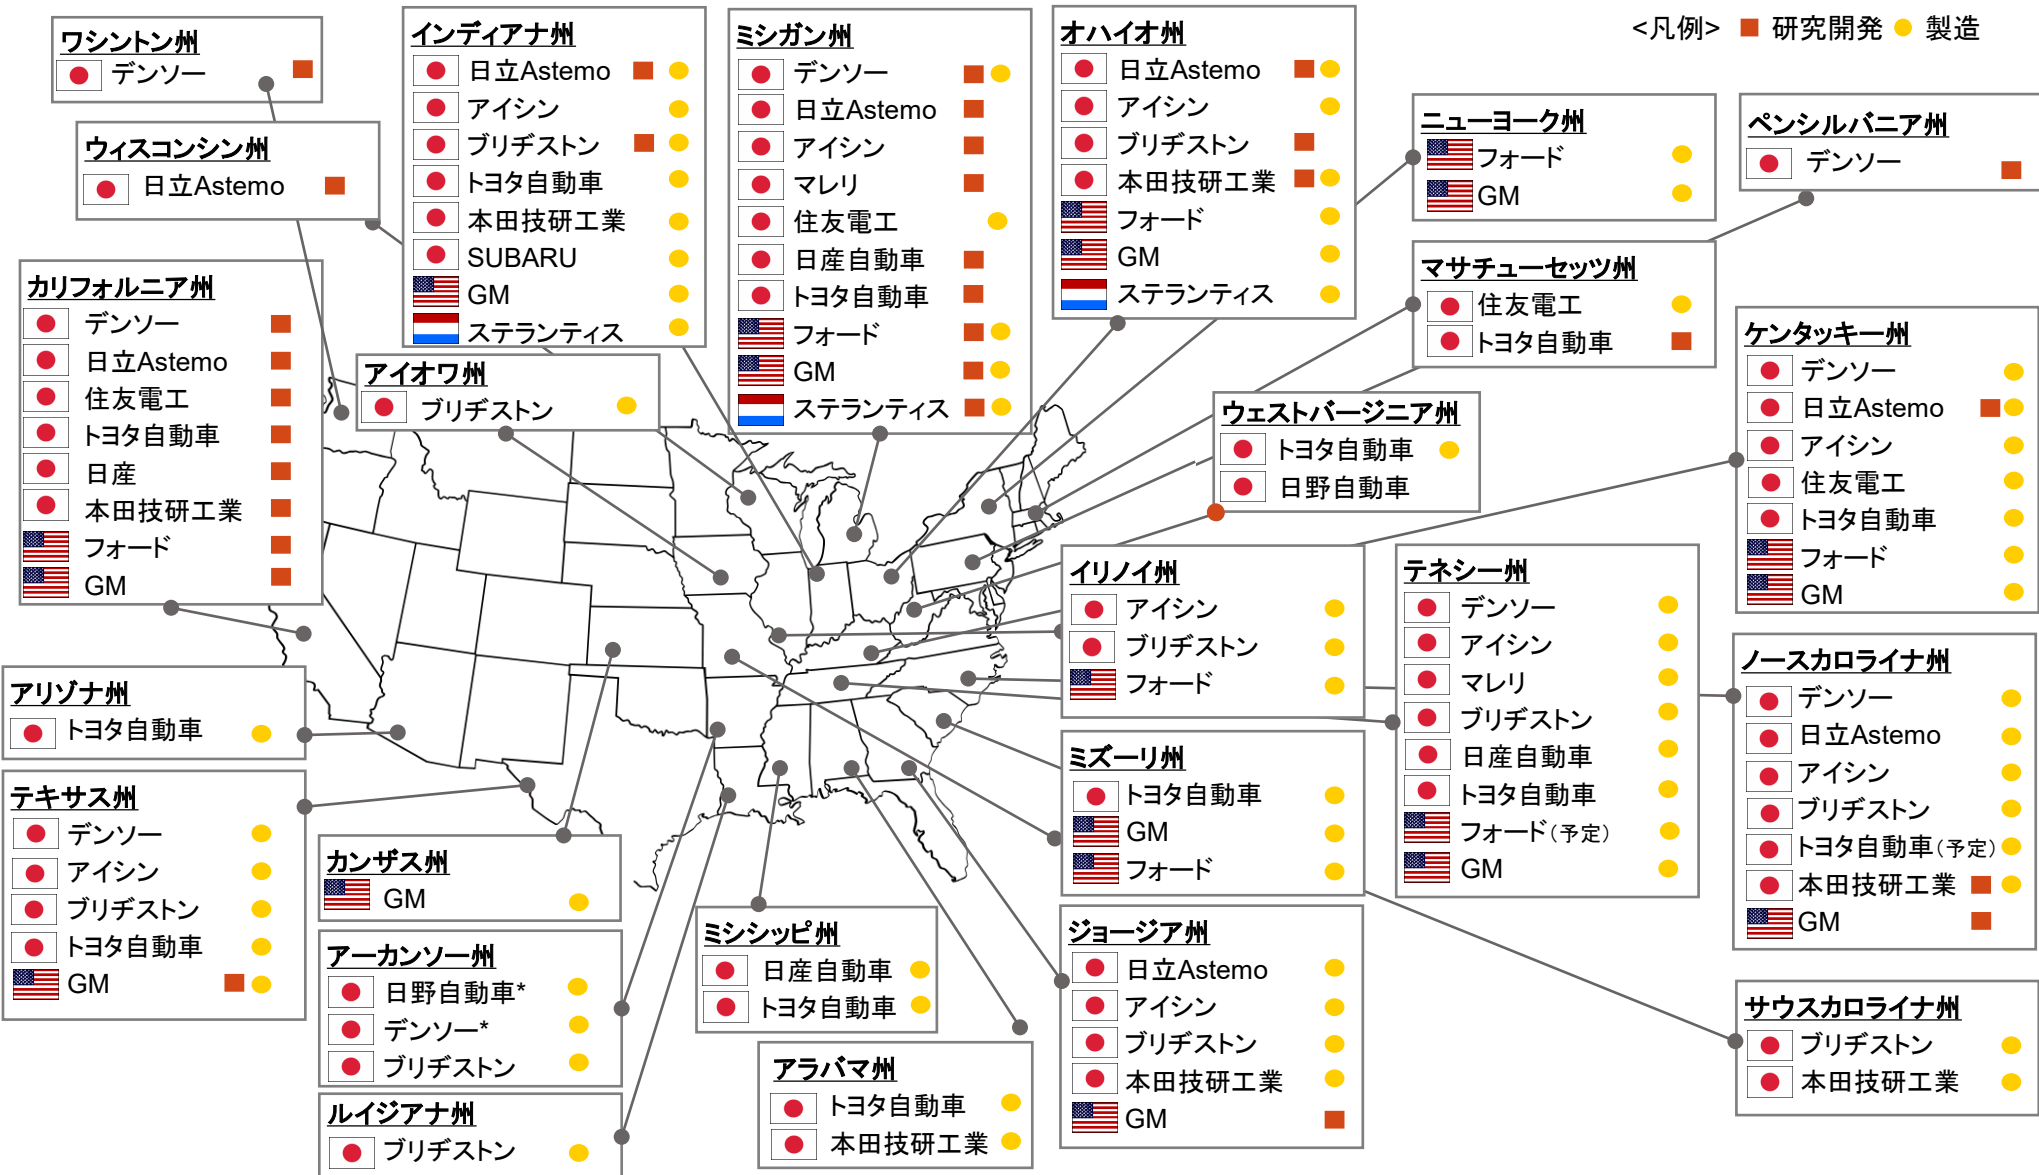 <凡例> 研究開発 製造
ワシントン州
デンソー
ウィスコンシン州
日立Astemo
インディアナ州
日立Astemo
アイシン
ブリヂストン
トヨタ自動車
本田技研工業
SUBARU
GM
ステランティス
ミシガン州
デンソー
日立Astemo
アイシン
マレリ
住友電工
日産自動車
トヨタ自動車
フォード
GM
ステランティス
オハイオ州
日立Astemo
アイシン
ブリヂストン
本田技研工業
フォード
GM
ステランティス
ニューヨーク州
フォード
GM
ペンシルバニア州
デンソー
マサチューセッツ州
住友電工
トヨタ自動車
カリフォルニア州
デンソー
日立Astemo
住友電工
トヨタ自動車
日産
本田技研工業
フォード
GM
アイオワ州
ブリヂストン
ウェストバージニア州
トヨタ自動車
日野自動車
ケンタッキー州
デンソー
日立Astemo
アイシン
住友電工
トヨタ自動車
フォード
GM
イリノイ州
アイシン
ブリヂストン
フォード
テネシー州
デンソー
アイシン
マレリ
ブリヂストン
日産自動車
トヨタ自動車
フォード(予定)
GM
ノースカロライナ州
デンソー
日立Astemo
アイシン
ブリヂストン
トヨタ自動車(予定)
本田技研工業
GM
アリゾナ州
トヨタ自動車
テキサス州
デンソー
アイシン
ブリヂストン
トヨタ自動車
GM
ミズーリ州
トヨタ自動車
GM
フォード
カンザス州
GM
アーカンソー州
日野自動車*
デンソー*
ブリヂストン
ルイジアナ州
ブリヂストン
ミシシッピ州
日産自動車
トヨタ自動車
アラバマ州
トヨタ自動車
本田技研工業
ジョージア州
日立Astemo
アイシン
ブリヂストン
本田技研工業
GM
サウスカロライナ州
ブリヂストン
本田技研工業